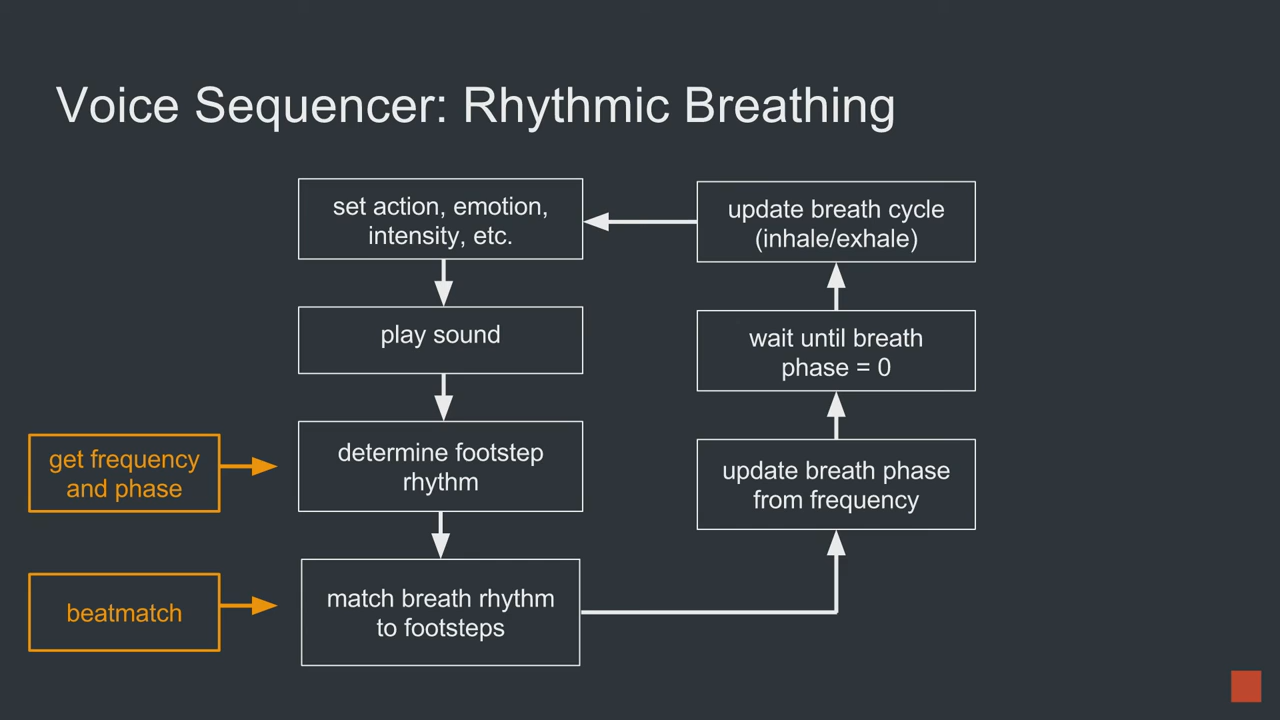 Voice Sequencer: Rhythmic Breathing
set action, emotion,
intensity, etc.
play sound
determine footstep
rhythm
match breath rhythm
to footsteps
get frequency
and phase
beatmatch
update breath cycle
(inhale/exhale)
wait until breath
phase = 0
update breath phase
from frequency